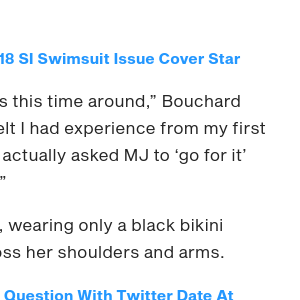 18 SI Swimsuit Issue Cover Star
s this time around,” Bouchard
elt I had experience from my first
actually asked MJ to ‘go for it’
”
, wearing only a black bikini
oss her shoulders and arms.
Question With Twitter Date At